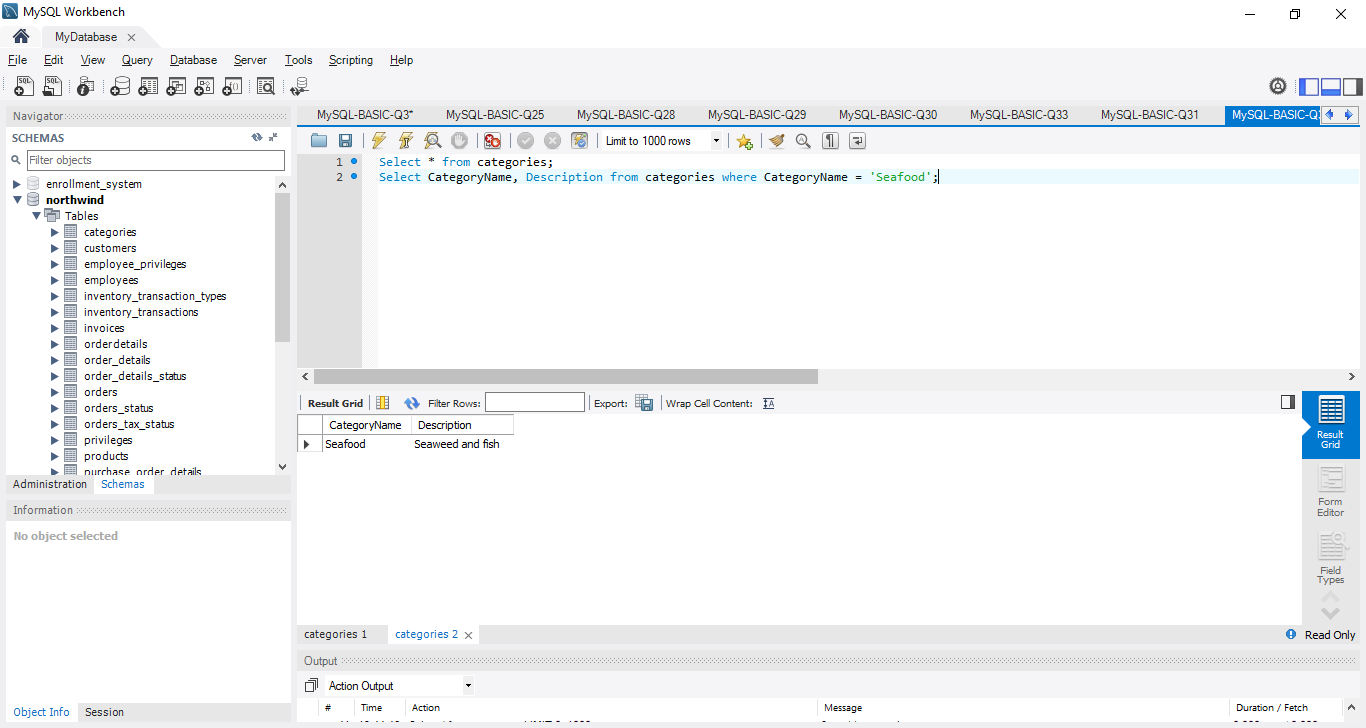 MySQL Workbench
MyDatabase
File Edit View Query Database Server Tools Scripting Help
Navigator
SCHEMAS
Filter objects
enrollment_system
northwind
Tables
categories
customers
employee_privileges
employees
inventory_transaction_types
inventory_transactions
invoices
orderdetails
order_details
order_details_status
orders
orders_status
orders_tax_status
privileges
products
purchase_order_details
Administration Schemas
Information
No object selected
Object Info Session
MySQL-BASIC-Q3* MySQL-BASIC-Q25 MySQL-BASIC-Q28 MySQL-BASIC-Q29 MySQL-BASIC-Q30 MySQL-BASIC-Q33 MySQL-BASIC-Q31 MySQL-BASIC-Q
Limit to 1000 rows
1 Select * from categories;
2 Select CategoryName, Description from categories where CategoryName = 'Seafood';
Result Grid Filter Rows: Export: Wrap Cell Content:
CategoryName Description
Seafood Seaweed and fish
Result
Grid
Form
Editor
Field
Types
categories 1 categories 2
Read Only
Output
Action Output
# Time Action Message Duration / Fetch